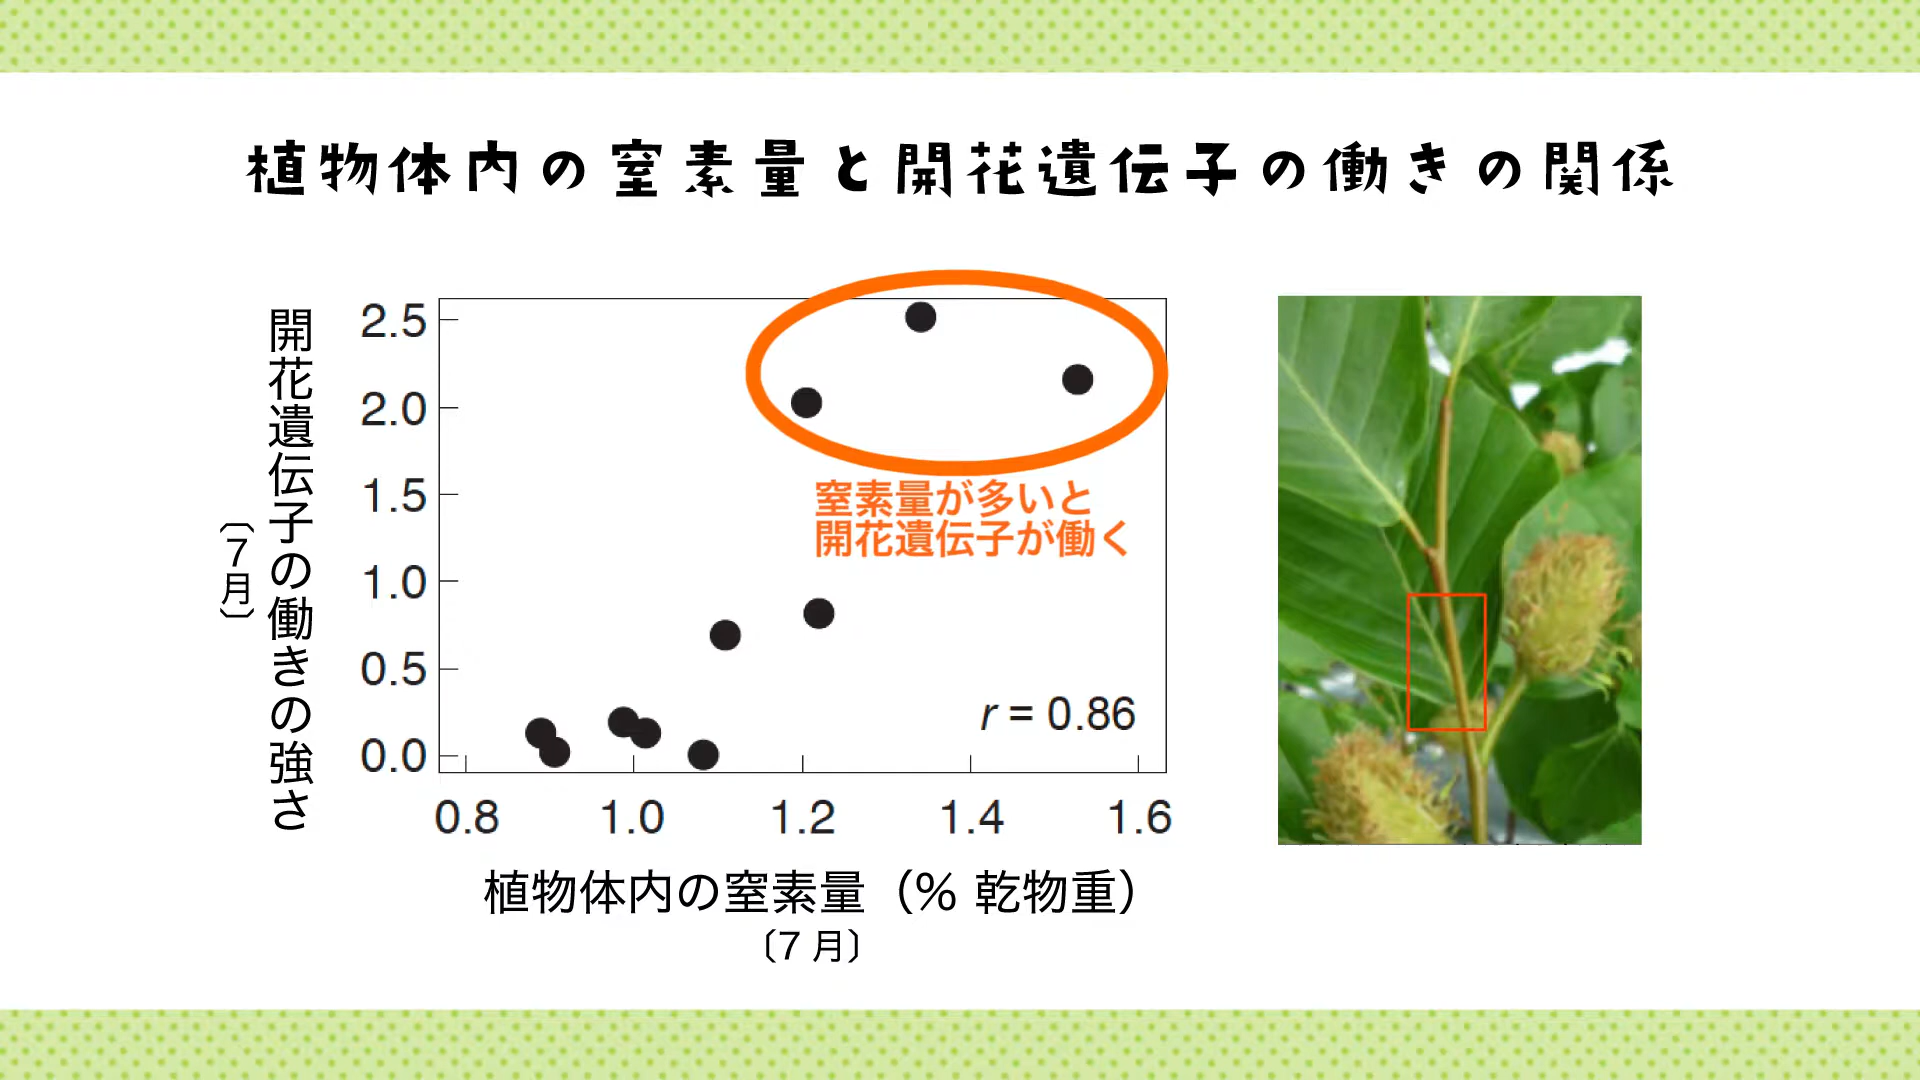 植物体内の窒素量と開花遺伝子の働きの関係
開花遺伝子の働きの強さ
〔7月〕
2.5
2.0
1.5
1.0
0.5
0.0
窒素量が多いと
開花遺伝子が働く
r = 0.86
0.8 1.0 1.2 1.4 1.6
植物体内の窒素量（% 乾物重）
〔7 月〕